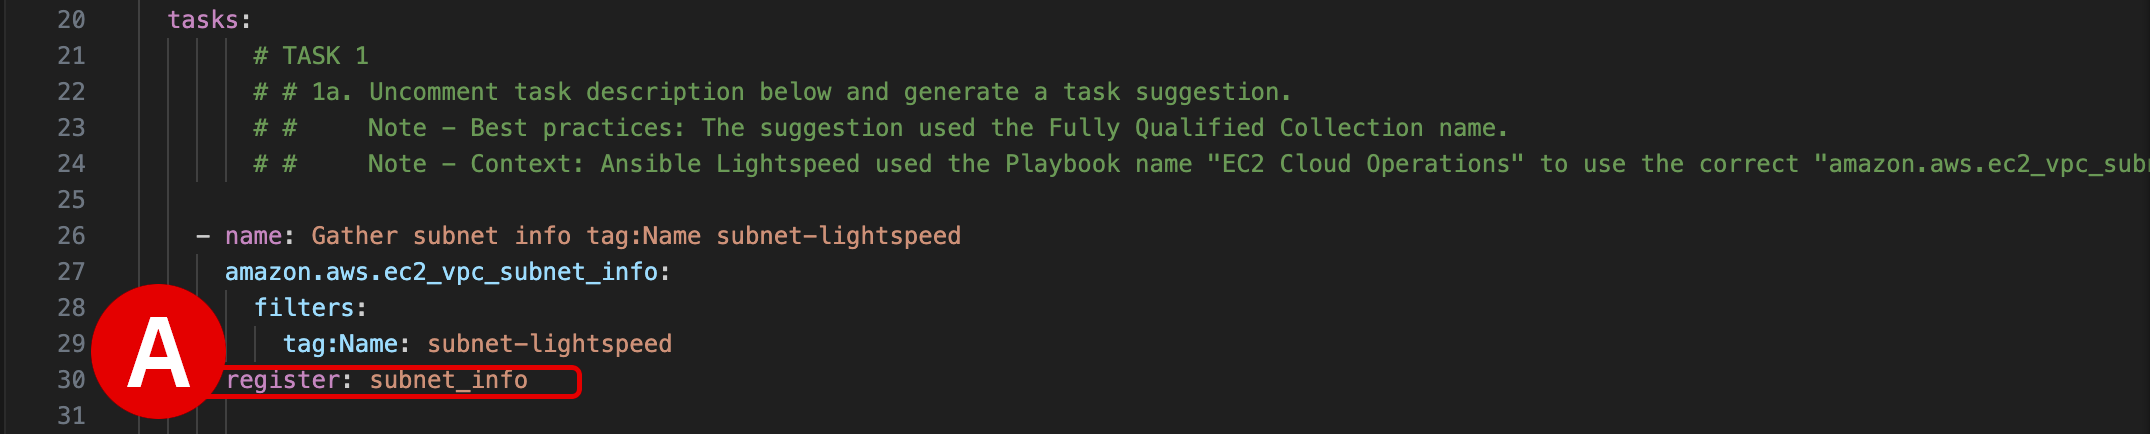 20 tasks:
21 # TASK 1
22 # # 1a. Uncomment task description below and generate a task suggestion.
23 # # Note - Best practices: The suggestion used the Fully Qualified Collection name.
24 # # Note - Context: Ansible Lightspeed used the Playbook name "EC2 Cloud Operations" to use the correct "amazon.aws.ec2_vpc_sub
25
26 - name: Gather subnet info tag:Name subnet-lightspeed
27 amazon.aws.ec2_vpc_subnet_info:
28 filters:
29 tag:Name: subnet-lightspeed
A
30 register: subnet_info
31